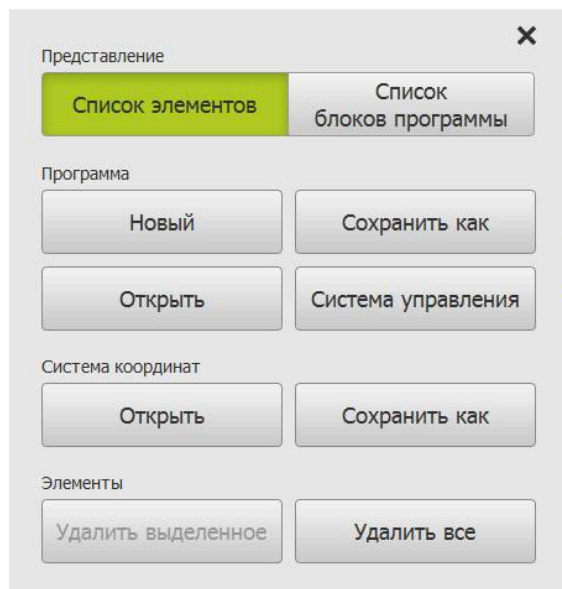 Представление
Список элементов
Список
блоков программы
Программа
Новый
Сохранить как
Открыть
Система управления
Система координат
Открыть
Сохранить как
Элементы
Удалить выделенное
Удалить все